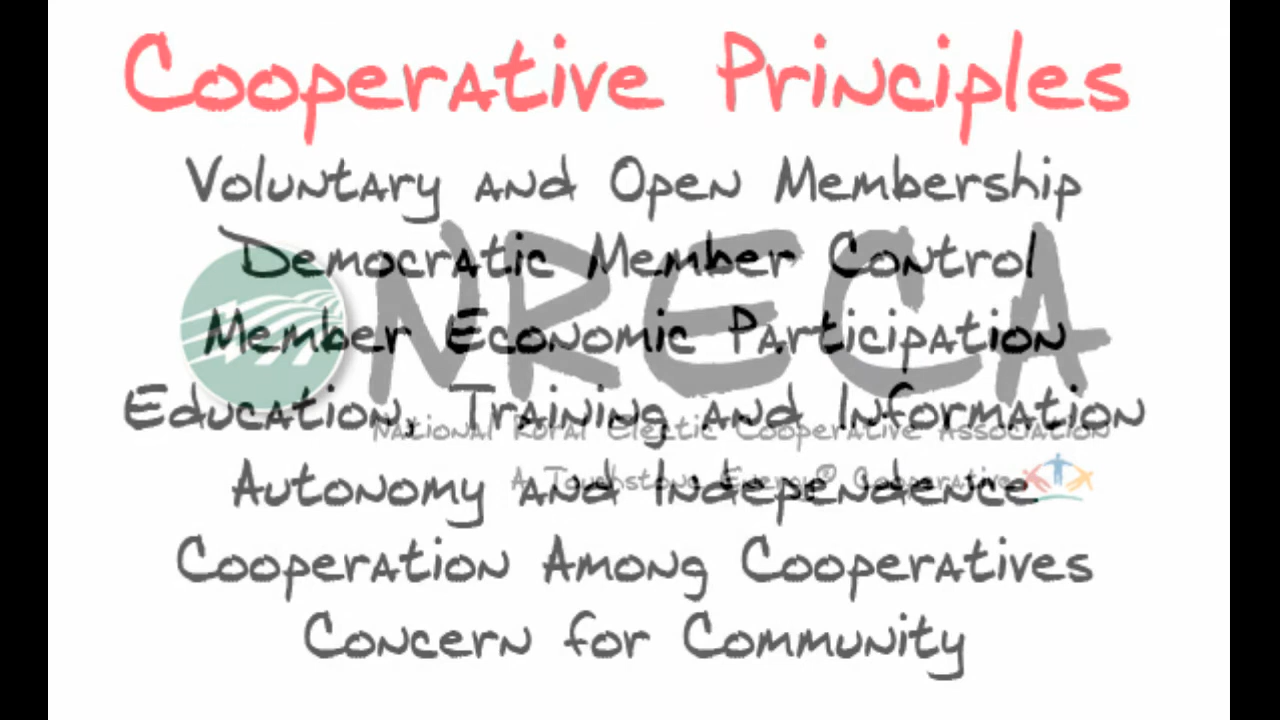 Cooperative Principles
Voluntary and Open Membership
Democratic Member Control
NRECA
Member Economic Participation
Education, Training and Information
National Rural Electic Cooperative Association
A Touchstone Energy® Cooperative
Autonomy and Independence
Cooperation Among Cooperatives
Concern for Community